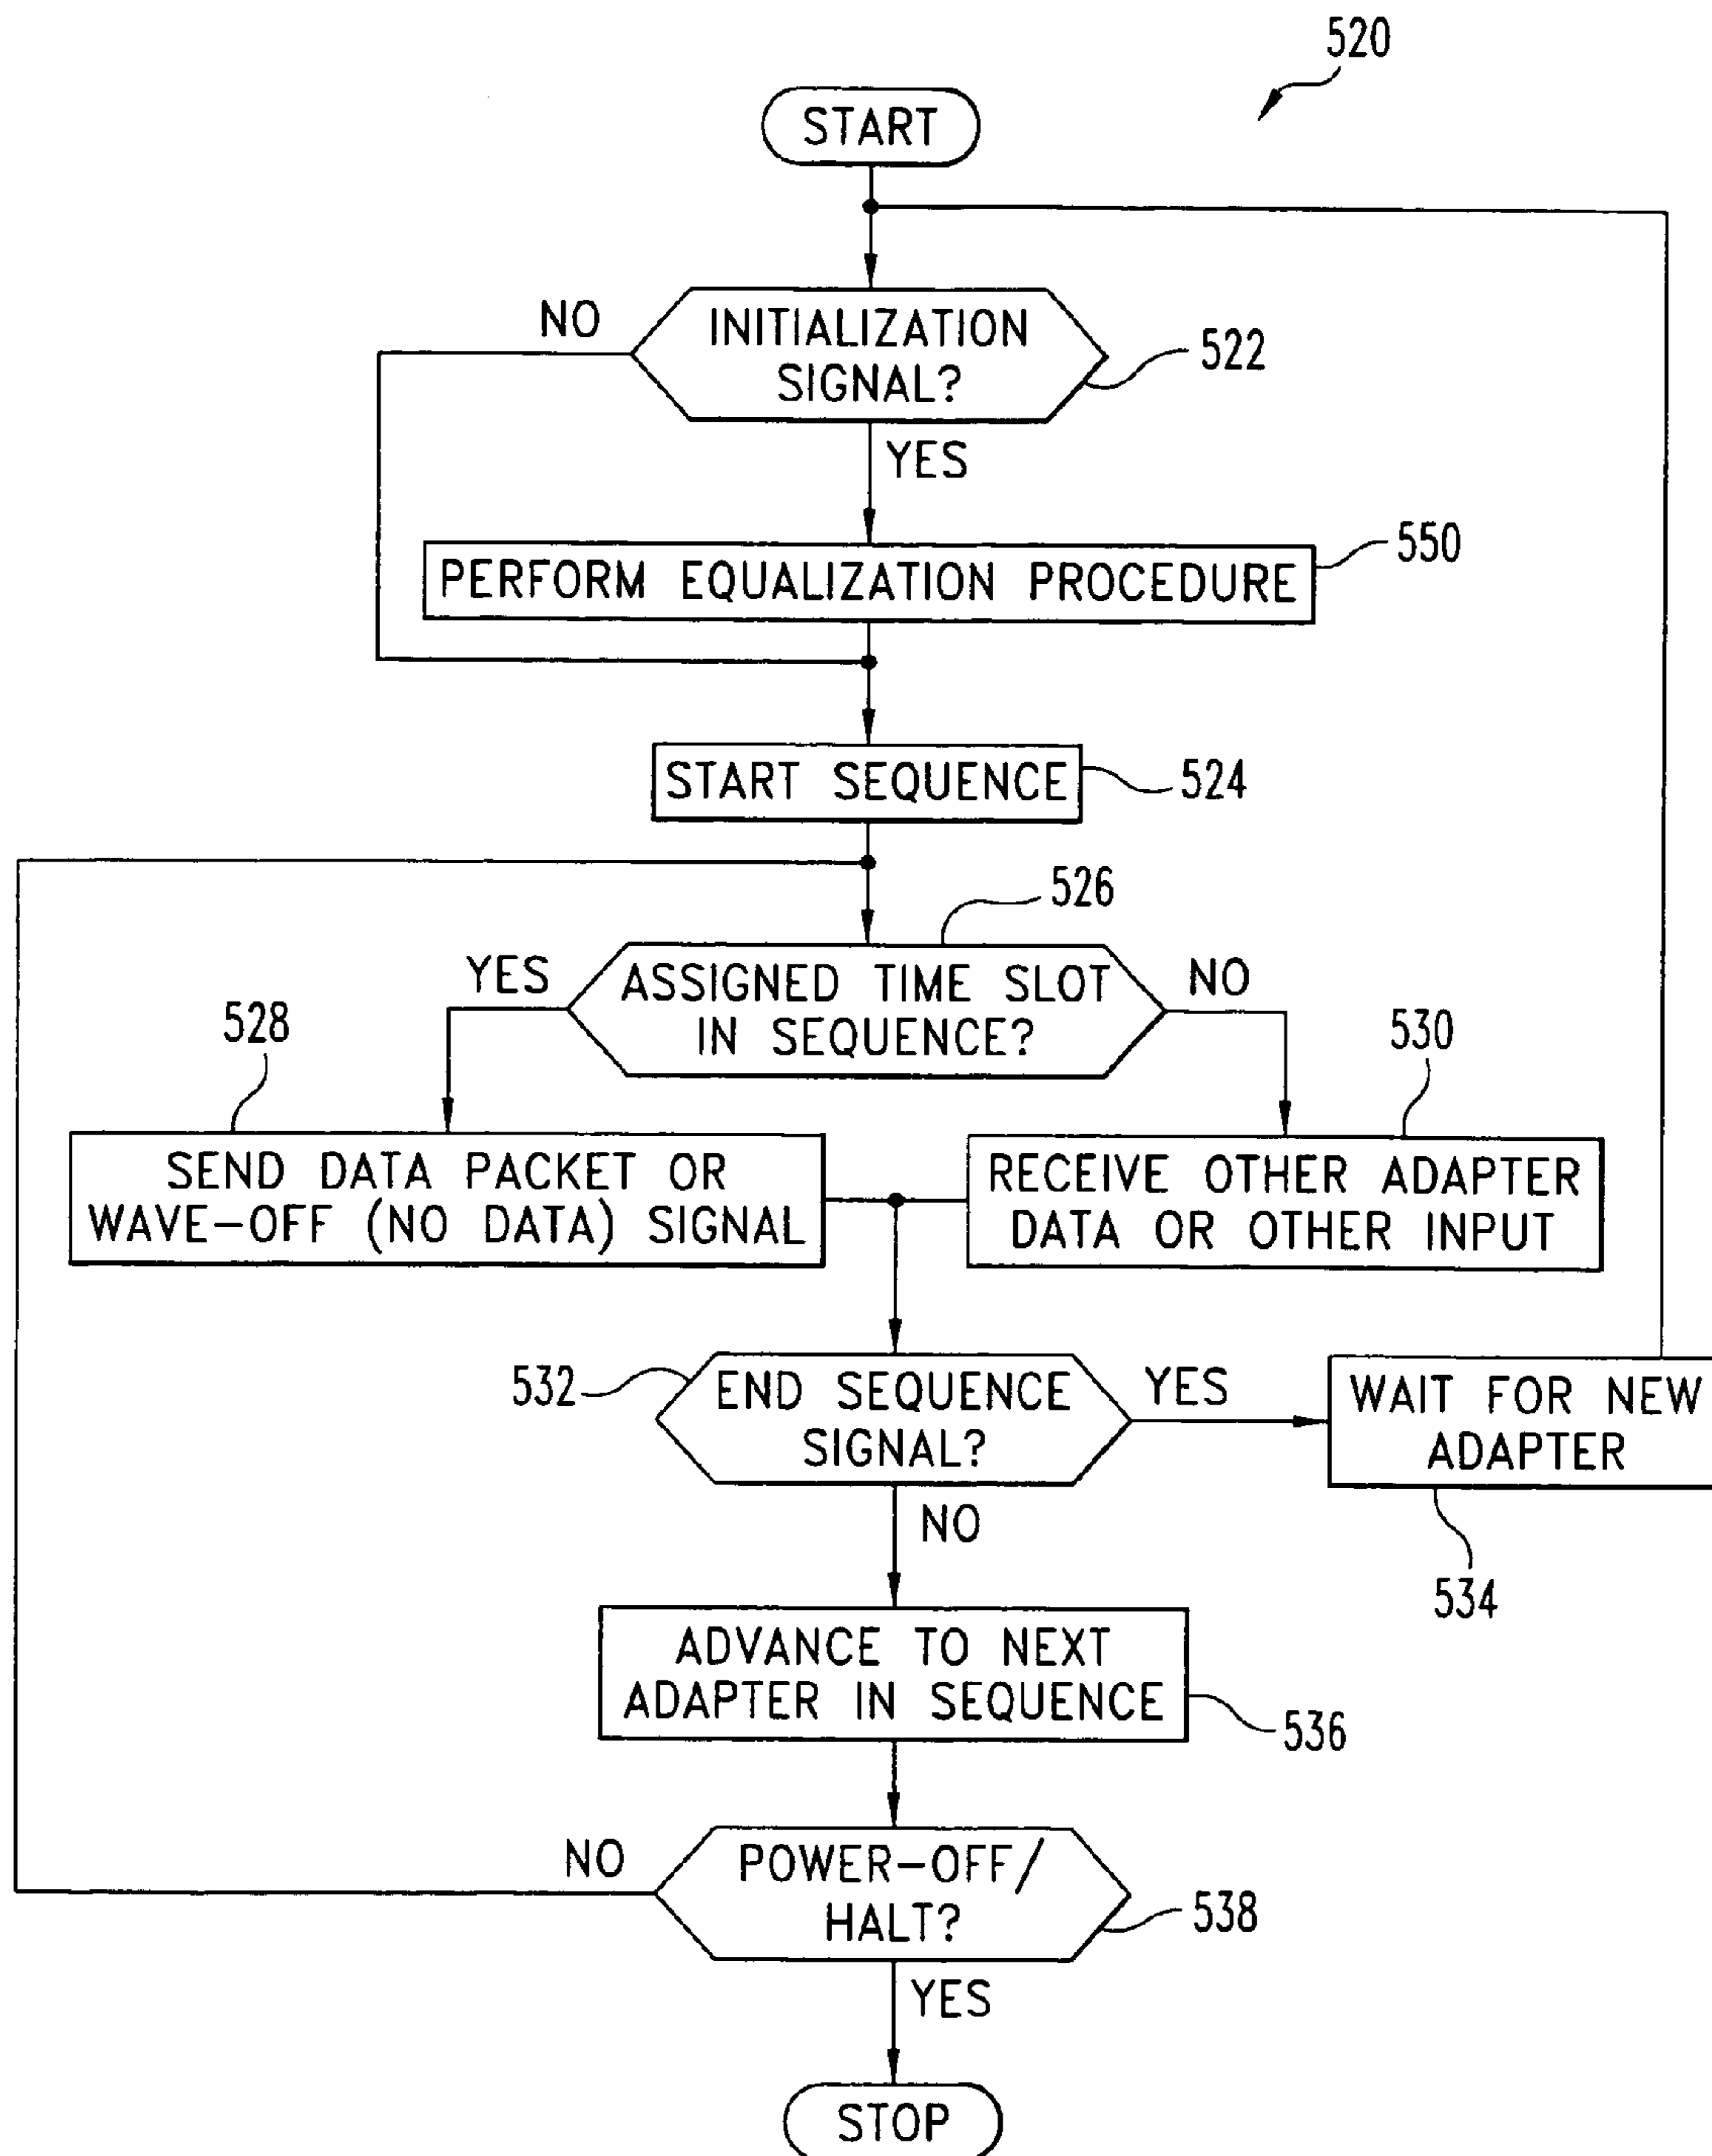 520
START
NO
INITIALIZATION
SIGNAL?
522
YES
PERFORM EQUALIZATION PROCEDURE
550
START SEQUENCE
524
526
YES
ASSIGNED TIME SLOT
IN SEQUENCE?
NO
528
530
SEND DATA PACKET OR
WAVE-OFF (NO DATA) SIGNAL
RECEIVE OTHER ADAPTER
DATA OR OTHER INPUT
532
END SEQUENCE
SIGNAL?
YES
WAIT FOR NEW
ADAPTER
NO
534
ADVANCE TO NEXT
ADAPTER IN SEQUENCE
536
NO
POWER-OFF/
HALT?
538
YES
STOP